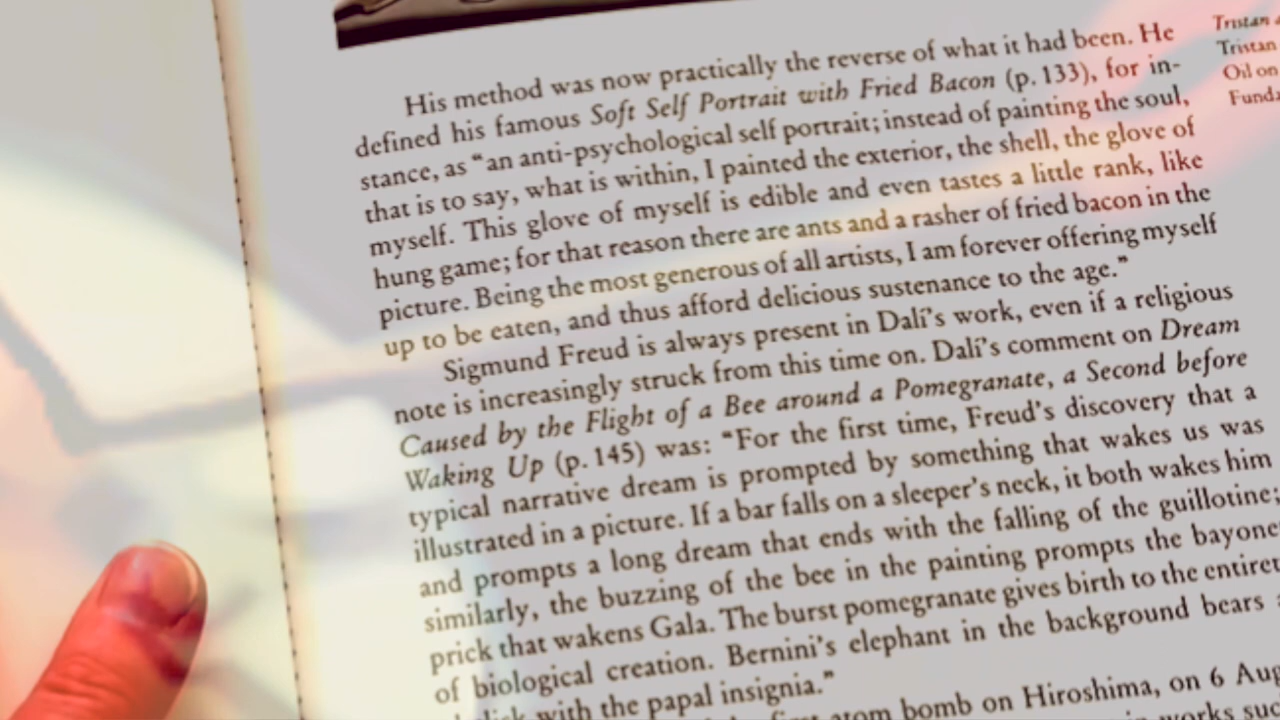 His method was now practically the reverse of what it had been. He
defined his famous Soft Self Portrait with Fried Bacon (p. 133), for in-
stance, as “an anti-psychological self portrait; instead of painting the soul,
that is to say, what is within, I painted the exterior, the shell, the glove of
myself. This glove of myself is edible and even tastes a little rank, like
hung game; for that reason there are ants and a rasher of fried bacon in the
picture. Being the most generous of all artists, I am forever offering myself
up to be eaten, and thus afford delicious sustenance to the age.”
Sigmund Freud is always present in Dalí’s work, even if a religious
note is increasingly struck from this time on. Dalí’s comment on Dream
Caused by the Flight of a Bee around a Pomegranate, a Second before
Waking Up (p. 145) was: “For the first time, Freud’s discovery that a
typical narrative dream is prompted by something that wakes us was
illustrated in a picture. If a bar falls on a sleeper’s neck, it both wakes him
and prompts a long dream that ends with the falling of the guillotine;
similarly, the buzzing of the bee in the painting prompts the bayone
prick that wakens Gala. The burst pomegranate gives birth to the entiret
of biological creation. Bernini’s elephant in the background bears
with the papal insignia.”
atom bomb on Hiroshima, on 6 Aug
works suc
Tristan
Tristan
Oil on
Funda